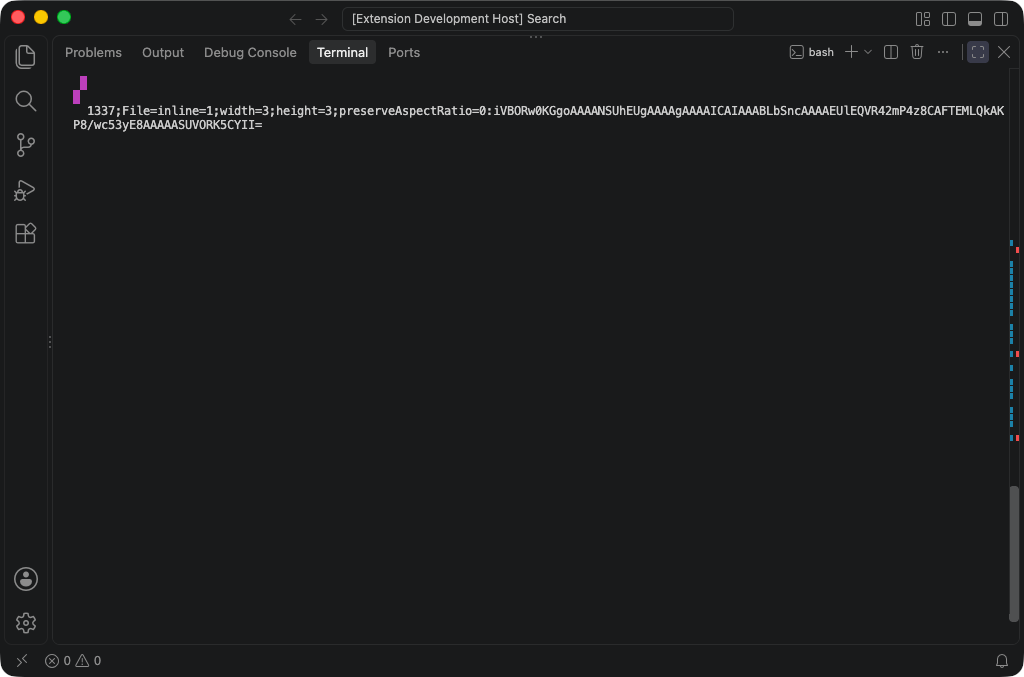 [Extension Development Host] Search
Problems Output Debug Console Terminal Ports
bash
1337;File=inline=1;width=3;height=3;preserveAspectRatio=0:iVBORw0KGgoAAAANSUhEUgAAAAgAAAAICAIAAABLbSncAAAAEUlEQVR42mP4z8CAFTEMLQkAK
P8/wc53yE8AAAAASUVORK5CYII=
0 0